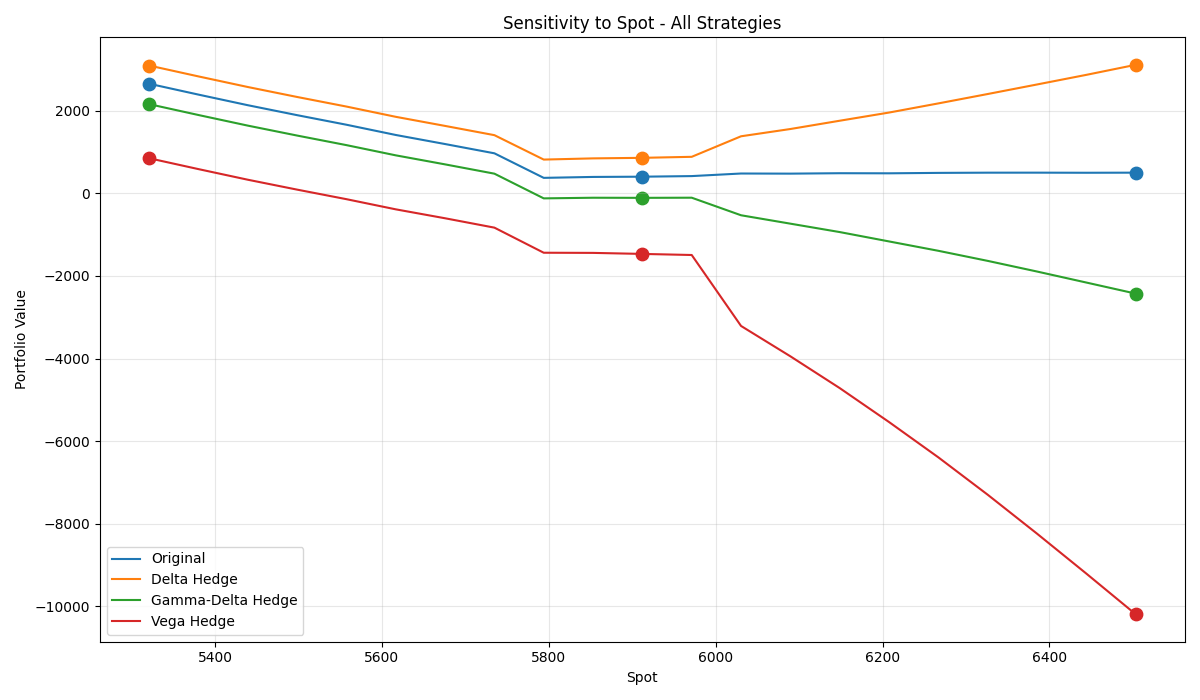 Sensitivity to Spot - All Strategies
Portfolio Value
2000
0
−2000
−4000
−6000
−8000
−10000
Original
Delta Hedge
Gamma-Delta Hedge
Vega Hedge
5400 5600 5800 6000 6200 6400
Spot